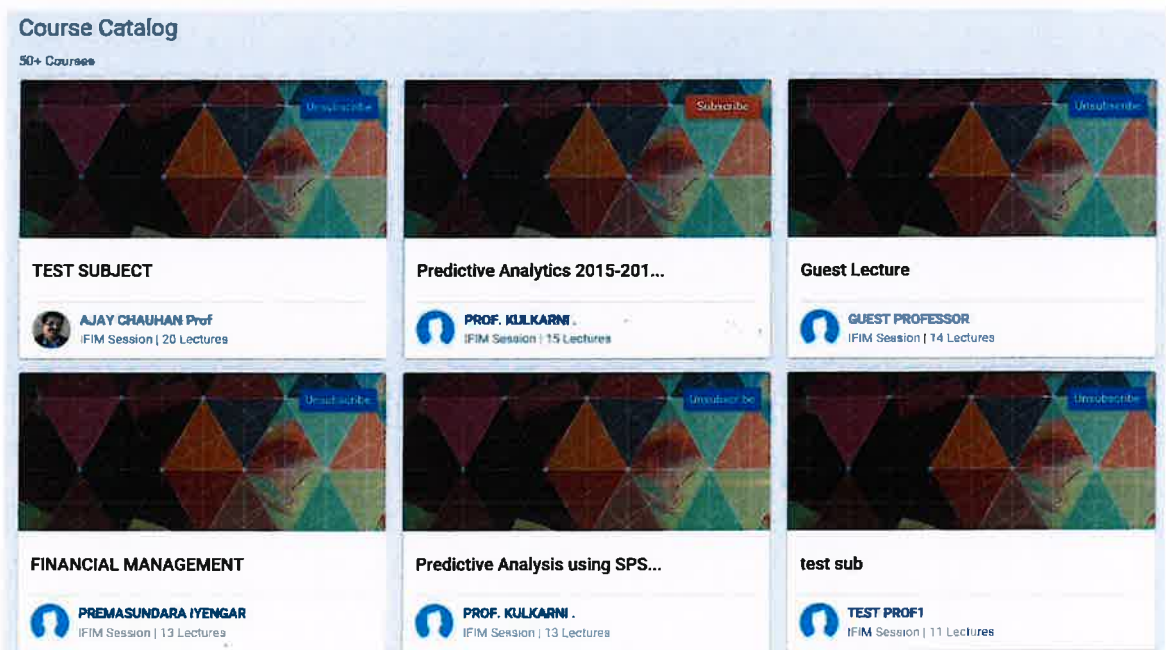 Course Catalog
50+ Courses
Unsubscribe
Subscribe
Unsubscribe
TEST SUBJECT
Predictive Analytics 2015-201...
Guest Lecture
AJAY CHAUHAN Prof
IFIM Session | 20 Lectures
PROF. KULKARNI .
IFIM Session | 15 Lectures
GUEST PROFESSOR
IFIM Session | 14 Lectures
Unsubscribe
Unsubscribe
Unsubscribe
FINANCIAL MANAGEMENT
Predictive Analysis using SPS...
test sub
PREMASUNDARA IYENGAR
IFIM Session | 13 Lectures
PROF. KULKARNI .
IFIM Session | 13 Lectures
TEST PROF1
IFIM Session | 11 Lectures